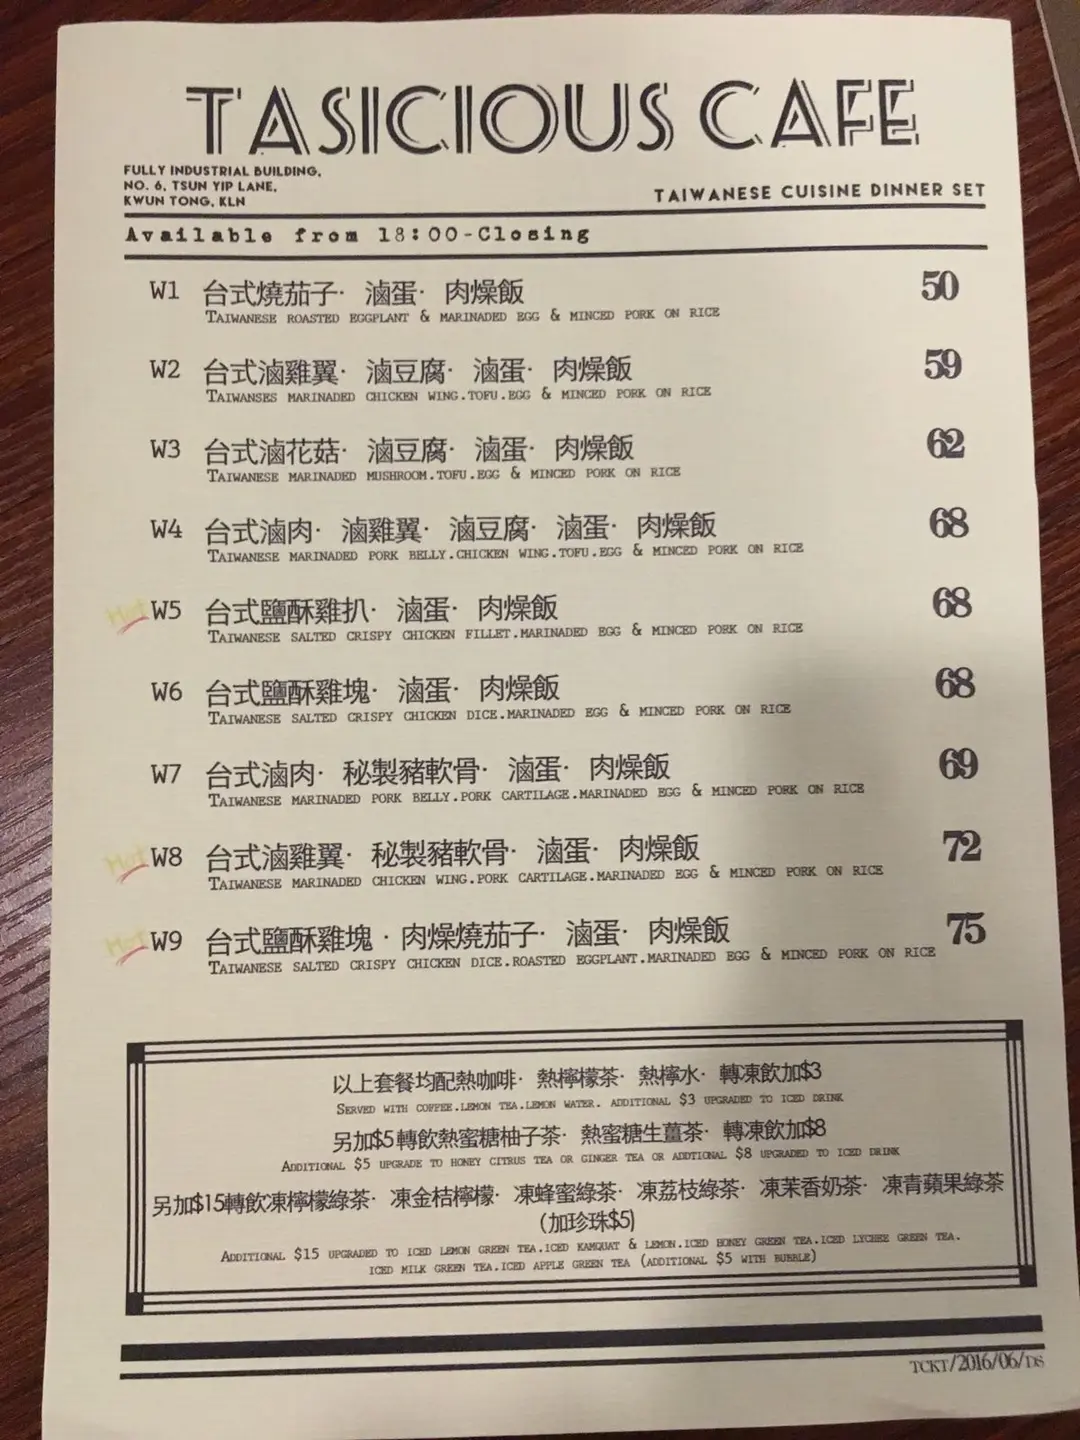 TASICIOUS CAFE
FULLY INDUSTRIAL BUILDING,
NO. 6, TSUN YIP LANE,
KWUN TONG, KLN
TAIWANESE CUISINE DINNER SET
Available from 18:00-Closing
W1 台式燒茄子· 滷蛋· 肉燥飯 50
TAIWANESE ROASTED EGGPLANT & MARINADED EGG & MINCED PORK ON RICE
W2 台式滷雞翼· 滷豆腐· 滷蛋· 肉燥飯 59
TAIWANSES MARINADED CHICKEN WING.TOFU.EGG & MINCED PORK ON RICE
W3 台式滷花菇· 滷豆腐· 滷蛋· 肉燥飯 62
TAIWANESE MARINADED MUSHROOM.TOFU.EGG & MINCED PORK ON RICE
W4 台式滷肉· 滷雞翼· 滷豆腐· 滷蛋· 肉燥飯 68
TAIWANESE MARINADED PORK BELLY.CHICKEN WING.TOFU.EGG & MINCED PORK ON RICE
Hot W5 台式鹽酥雞扒· 滷蛋· 肉燥飯 68
TAIWANESE SALTED CRISPY CHICKEN FILLET.MARINADED EGG & MINCED PORK ON RICE
W6 台式鹽酥雞塊· 滷蛋· 肉燥飯 68
TAIWANESE SALTED CRISPY CHICKEN DICE.MARINADED EGG & MINCED PORK ON RICE
W7 台式滷肉· 秘製豬軟骨· 滷蛋· 肉燥飯 69
TAIWANESE MARINADED PORK BELLY.PORK CARTILAGE.MARINADED EGG & MINCED PORK ON RICE
Hot W8 台式滷雞翼· 秘製豬軟骨· 滷蛋· 肉燥飯 72
TAIWANESE MARINADED CHICKEN WING.PORK CARTILAGE.MARINADED EGG & MINCED PORK ON RICE
Hot W9 台式鹽酥雞塊 · 肉燥燒茄子· 滷蛋· 肉燥飯 75
TAIWANESE SALTED CRISPY CHICKEN DICE.ROASTED EGGPLANT.MARINADED EGG & MINCED PORK ON RICE
以上套餐均配熱咖啡· 熱檸檬茶· 熱檸水· 轉凍飲加$3
SERVED WITH COFFEE.LEMON TEA.LEMON WATER. ADDITIONAL $3 UPGRADED TO ICED DRINK
另加$5轉飲熱蜜糖柚子茶· 熱蜜糖生薑茶· 轉凍飲加$8
ADDITIONAL $5 UPGRADE TO HONEY CITRUS TEA OR GINGER TEA OR ADDTIONAL $8 UPGRADED TO ICED DRINK
另加$15轉飲凍檸檬綠茶· 凍金桔檸檬· 凍蜂蜜綠茶· 凍荔枝綠茶· 凍茉香奶茶· 凍青蘋果綠茶
(加珍珠$5)
ADDITIONAL $15 UPGRADED TO ICED LEMON GREEN TEA.ICED KAMQUAT & LEMON.ICED HONEY GREEN TEA.ICED LYCHEE GREEN TEA.
ICED MILK GREEN TEA.ICED APPLE GREEN TEA (ADDITIONAL $5 WITH BUBBLE)
TCKT/2016/06/DS